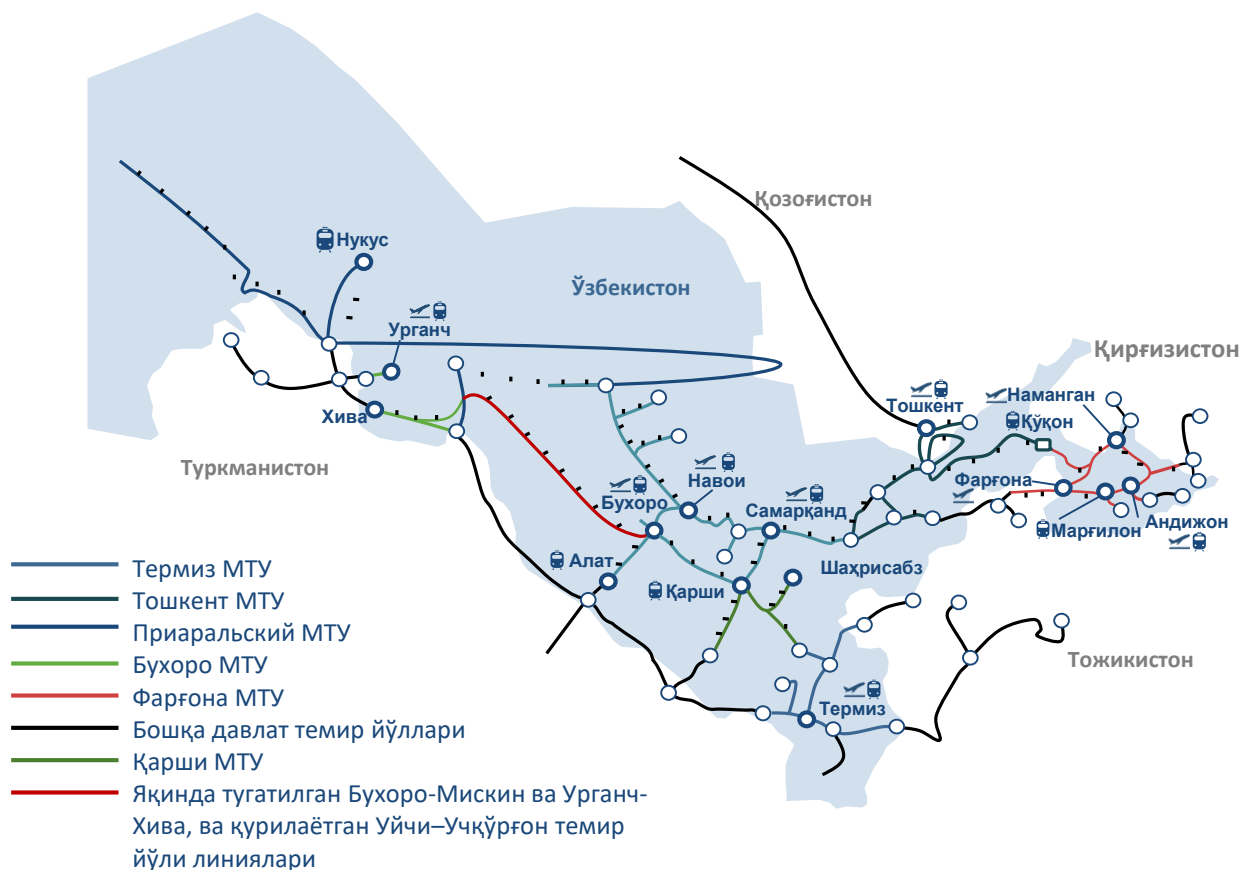 Қозоғистон
Нукус
Ўзбекистон
Урганч
Қирғизистон
Наманган
Тошкент
Қўқон
Хива
Туркманистон
Навои
Фарғона
Бухоро
Самарқанд
Андижон
Марғилон
Алат
Шаҳрисабз
Қарши
Тожикистон
Термиз
Термиз МТУ
Тошкент МТУ
Приаральский МТУ
Бухоро МТУ
Фарғона МТУ
Бошқа давлат темир йўллари
Қарши МТУ
Яқинда тугатилган Бухоро-Мискин ва Урганч-
Хива, ва қурилаётган Уйчи–Учқўрғон темир
йўли линиялари